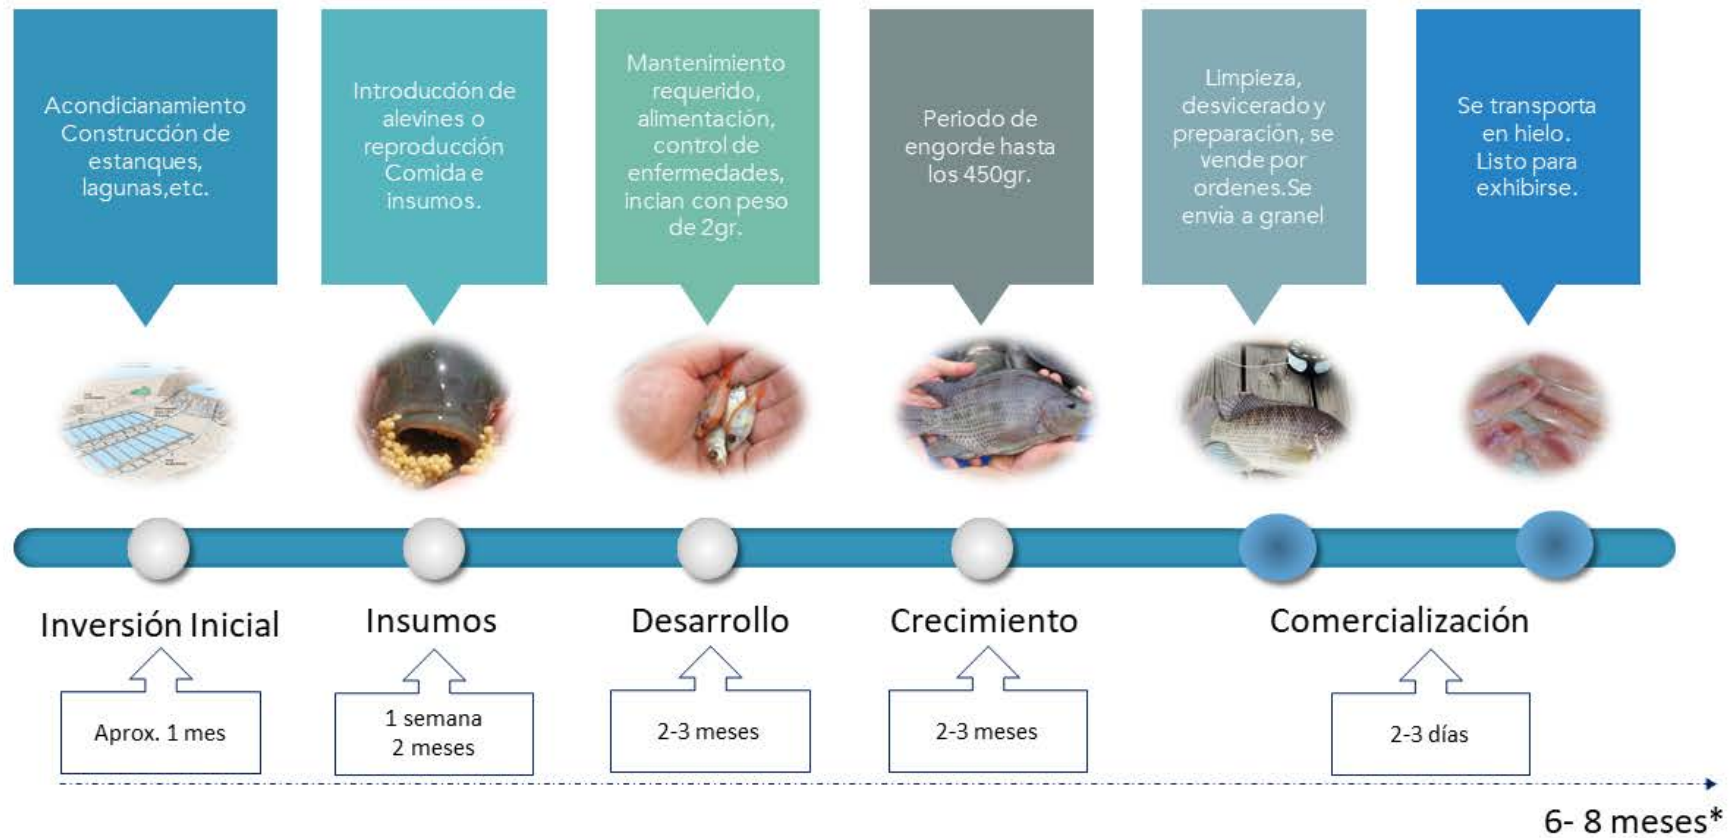 Acondicianamiento
Construcción de
estanques,
lagunas,etc.
Introducción de
alevines o
reproducción
Comida e
insumos.
Mantenimiento
requerido,
alimentación,
control de
enfermedades,
incian con peso
de 2gr.
Periodo de
engorde hasta
los 450gr.
Limpieza,
desvicerado y
preparación, se
vende por
ordenes.Se
envia a granel
Se transporta
en hielo.
Listo para
exhibirse.
Inversión Inicial
Insumos
Desarrollo
Crecimiento
Comercialización
Aprox. 1 mes
1 semana
2 meses
2-3 meses
2-3 meses
2-3 días
6- 8 meses*